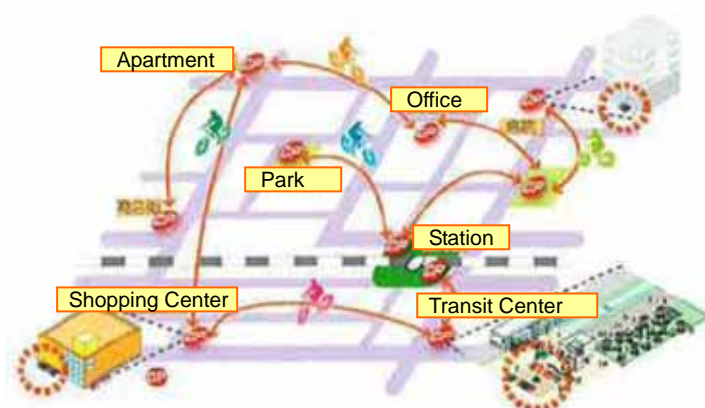 Apartment
Office
Park
Station
Shopping Center
Transit Center